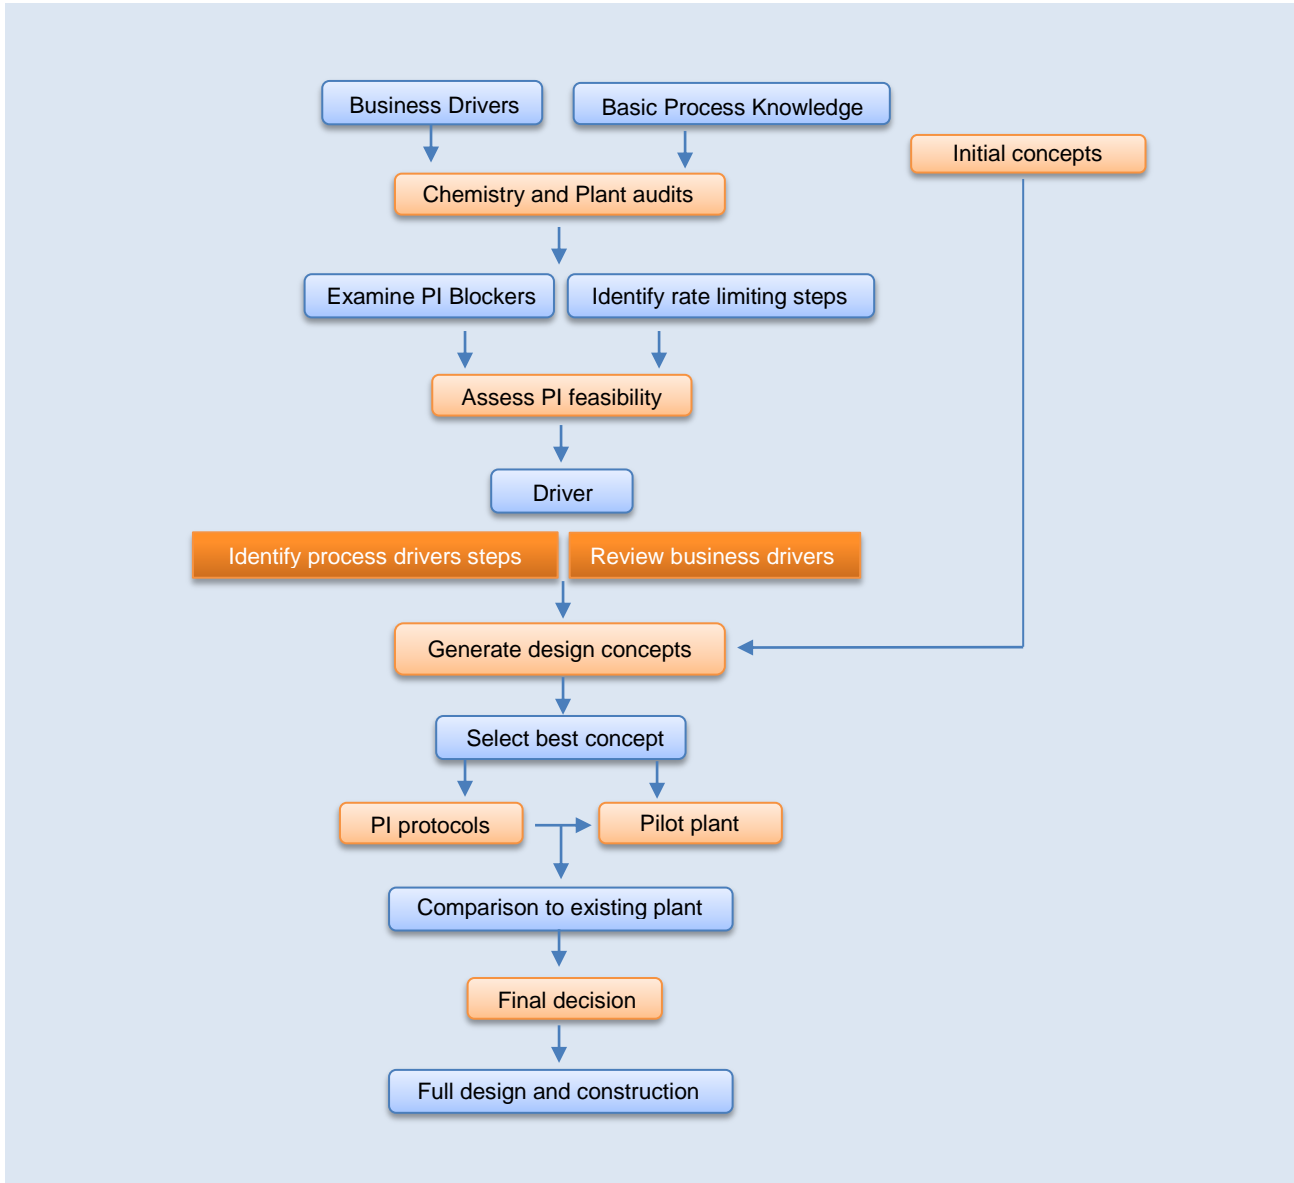 Business Drivers
Basic Process Knowledge
Initial concepts
Chemistry and Plant audits
Examine PI Blockers
Identify rate limiting steps
Assess PI feasibility
Driver
Identify process drivers steps
Review business drivers
Generate design concepts
Select best concept
PI protocols
Pilot plant
Comparison to existing plant
Final decision
Full design and construction